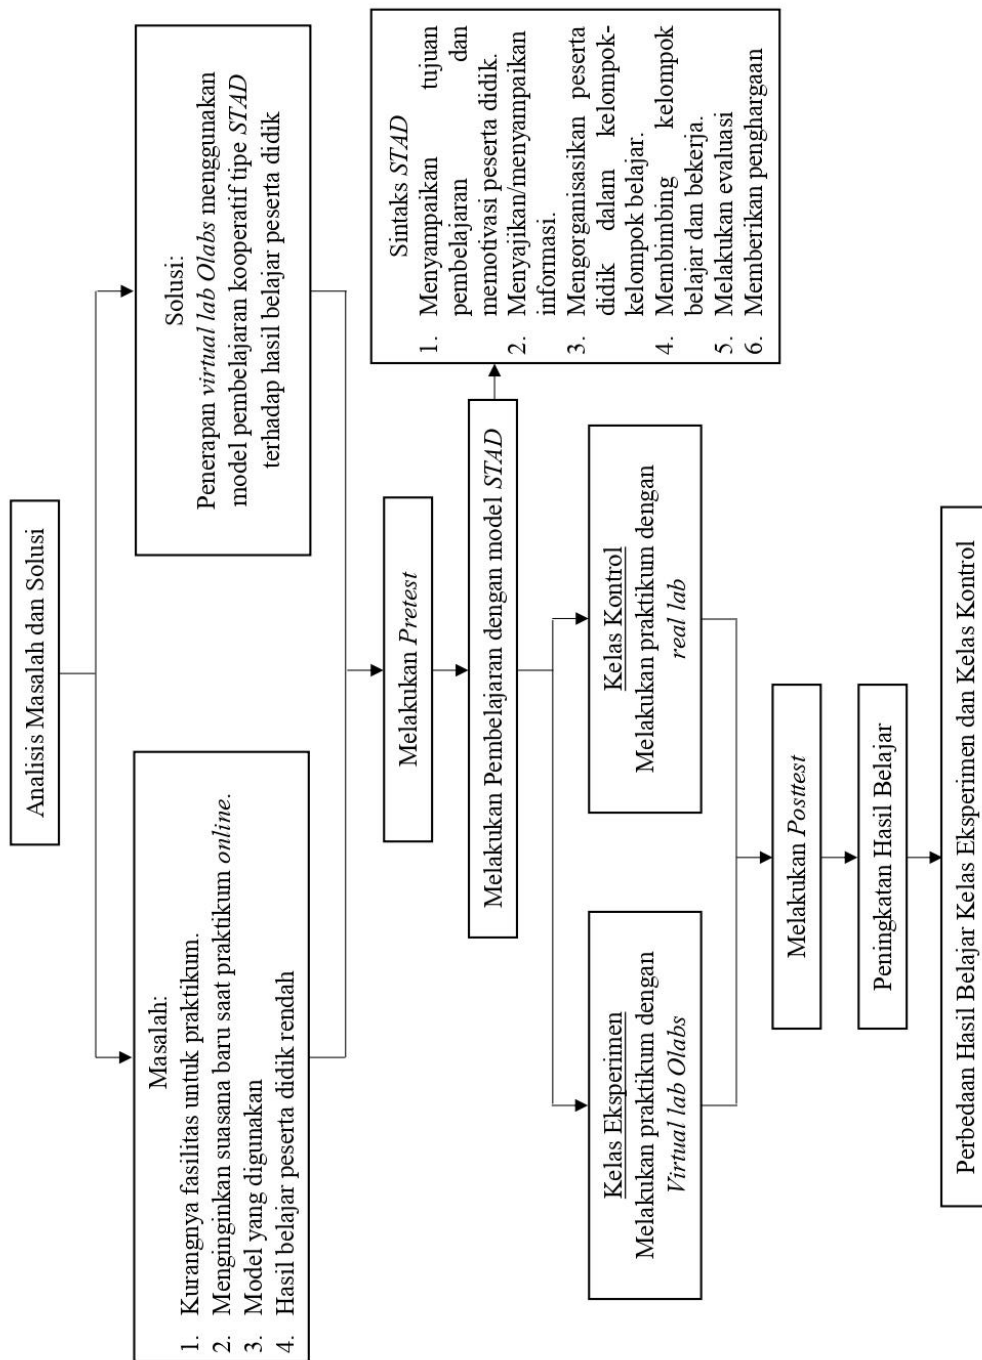 Analisis Masalah dan Solusi
Masalah:
1. Kurangnya fasilitas untuk praktikum.
2. Menginginkan suasana baru saat praktikum online.
3. Model yang digunakan
4. Hasil belajar peserta didik rendah
Solusi:
Penerapan virtual lab Olabs menggunakan
model pembelajaran kooperatif tipe STAD
terhadap hasil belajar peserta didik
Melakukan Pretest
Melakukan Pembelajaran dengan model STAD
Sintaks STAD
1. Menyampaikan tujuan
pembelajaran dan
memotivasi peserta didik.
2. Menyajikan/menyampaikan
informasi.
3. Mengorganisasikan peserta
didik dalam kelompok-
kelompok belajar.
4. Membimbing kelompok
belajar dan bekerja.
5. Melakukan evaluasi
6. Memberikan penghargaan
Kelas Eksperimen
Melakukan praktikum dengan
Virtual lab Olabs
Kelas Kontrol
Melakukan praktikum dengan
real lab
Melakukan Posttest
Peningkatan Hasil Belajar
Perbedaan Hasil Belajar Kelas Eksperimen dan Kelas Kontrol